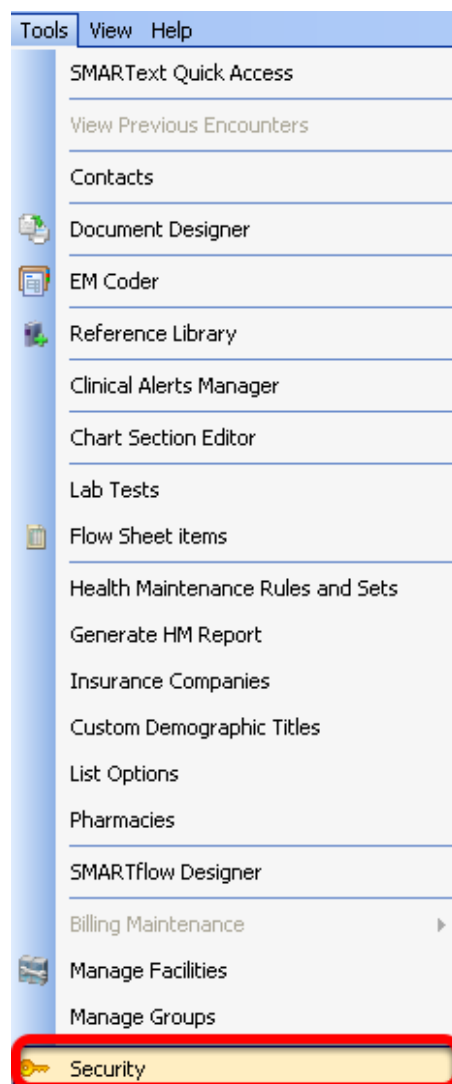 Tools View Help
SMARText Quick Access
View Previous Encounters
Contacts
Document Designer
EM Coder
Reference Library
Clinical Alerts Manager
Chart Section Editor
Lab Tests
Flow Sheet items
Health Maintenance Rules and Sets
Generate HM Report
Insurance Companies
Custom Demographic Titles
List Options
Pharmacies
SMARTflow Designer
Billing Maintenance
Manage Facilities
Manage Groups
Security